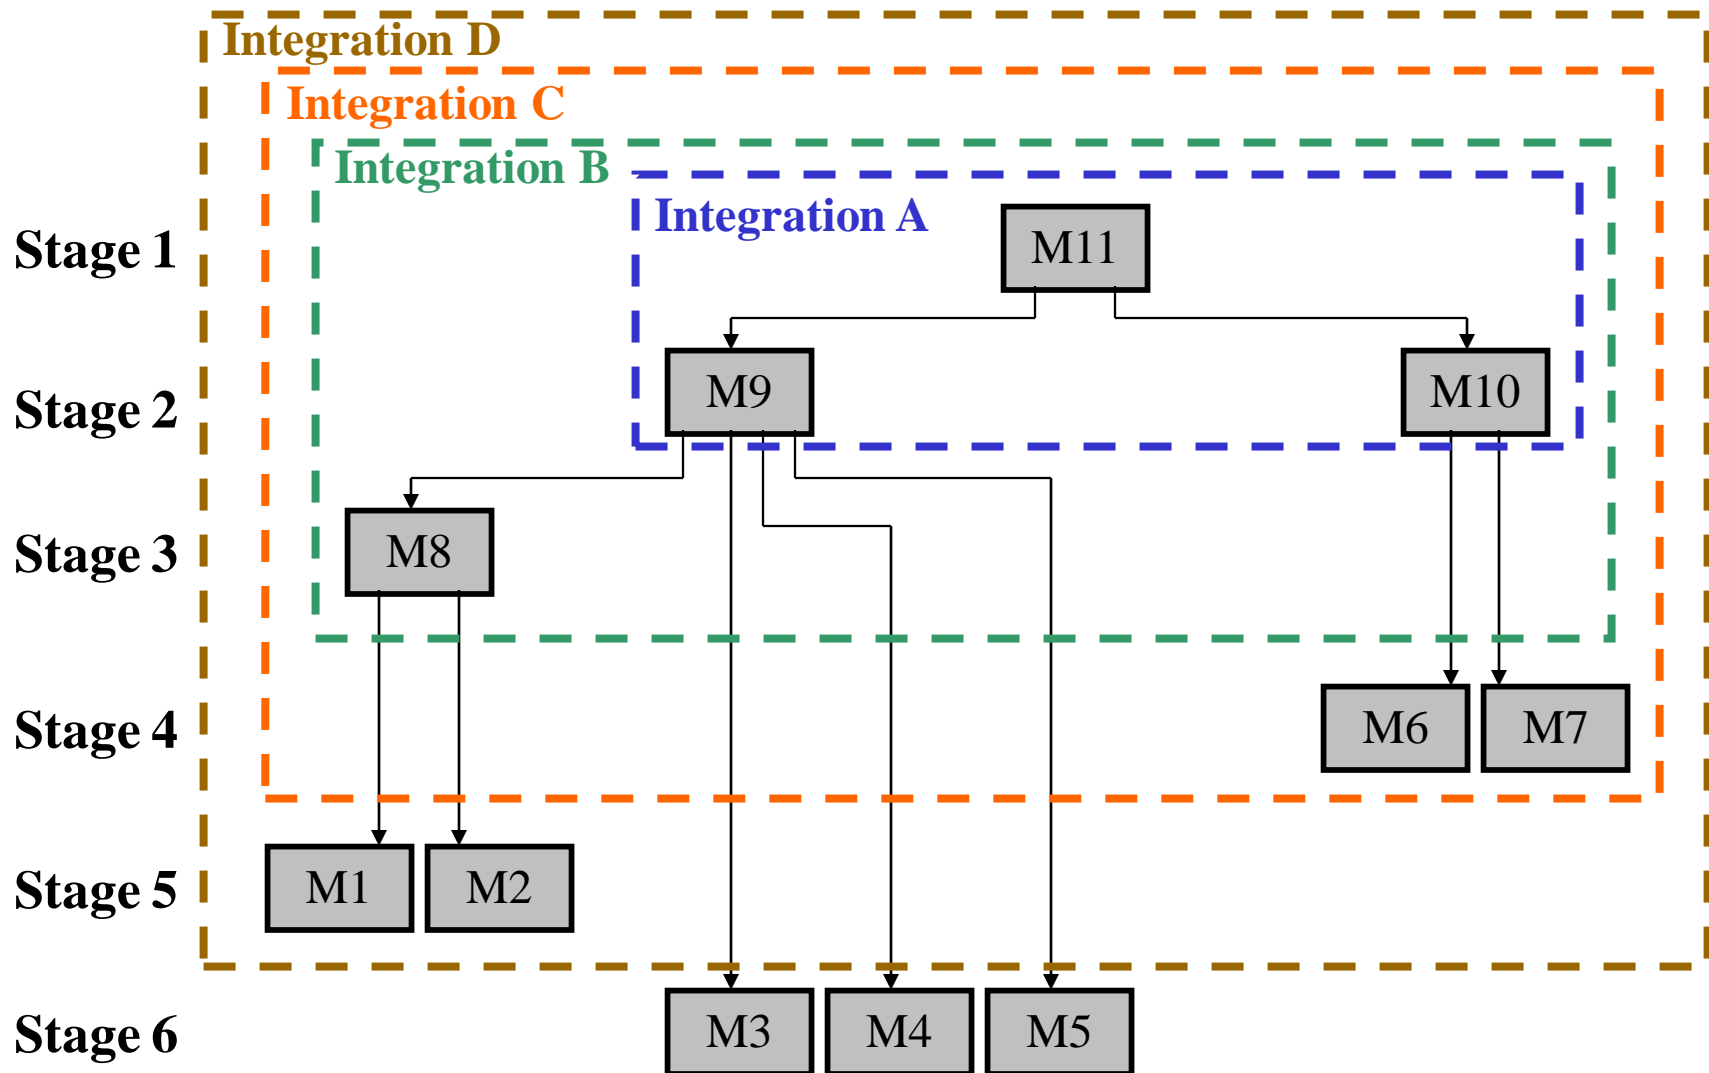 Integration D
Integration C
Integration B
Integration A
Stage 1
M11
Stage 2
M9
M10
Stage 3
M8
Stage 4
M6
M7
Stage 5
M1
M2
Stage 6
M3
M4
M5